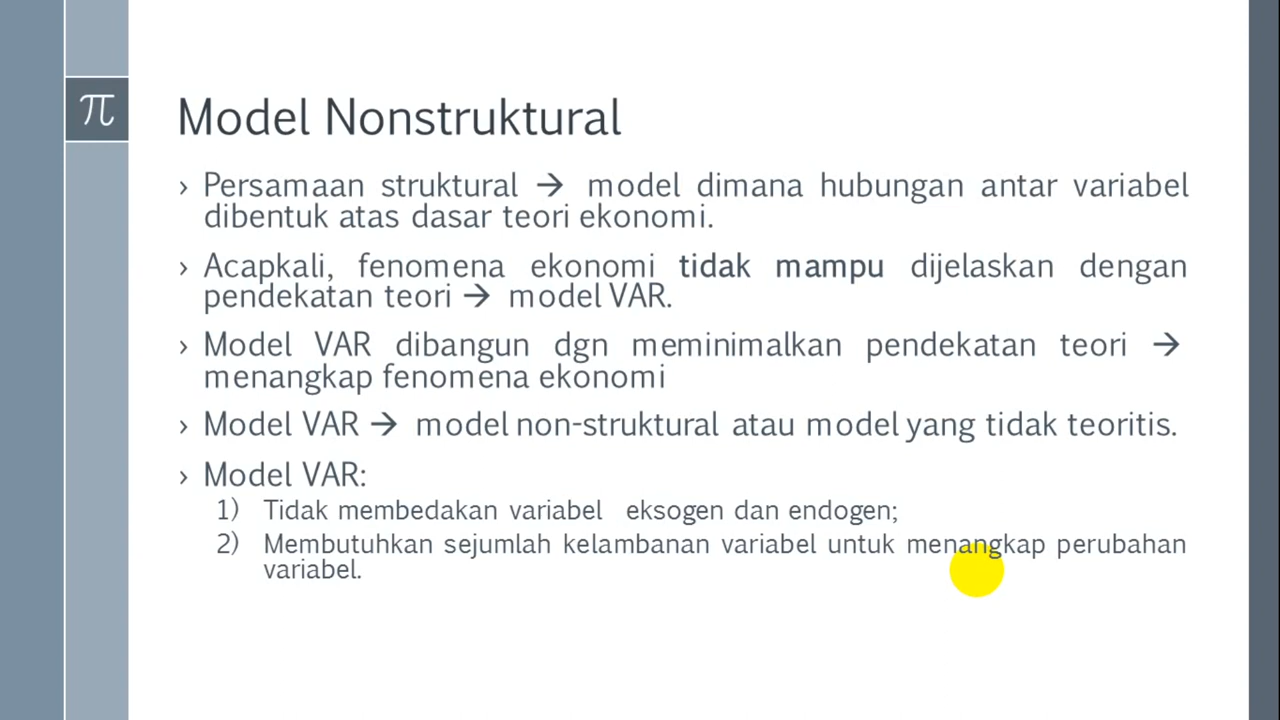 π
Model Nonstruktural
› Persamaan struktural → model dimana hubungan antar variabel
dibentuk atas dasar teori ekonomi.
› Acapkali, fenomena ekonomi tidak mampu dijelaskan dengan
pendekatan teori → model VAR.
› Model VAR dibangun dgn meminimalkan pendekatan teori →
menangkap fenomena ekonomi
› Model VAR → model non-struktural atau model yang tidak teoritis.
› Model VAR:
1) Tidak membedakan variabel eksogen dan endogen;
2) Membutuhkan sejumlah kelambanan variabel untuk menangkap perubahan
variabel.